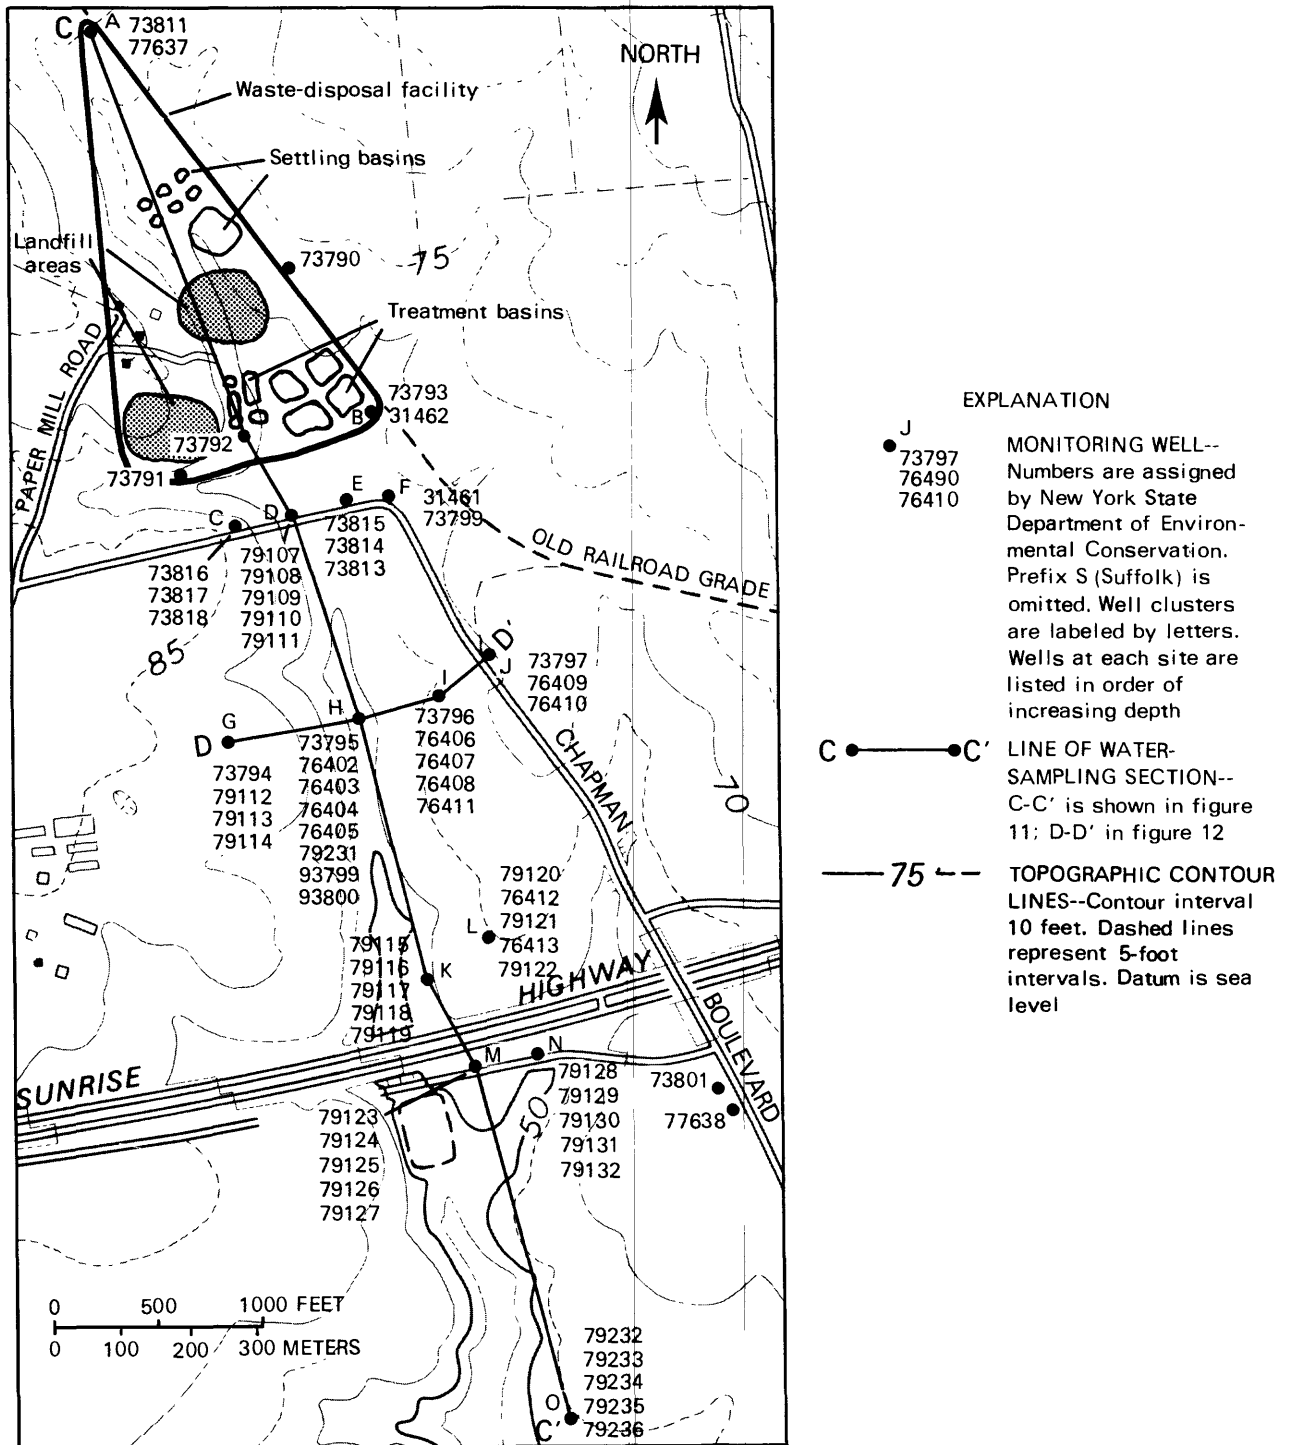 C
A
73811
77637
NORTH
Waste-disposal facility
Settling basins
Landfill
areas
73790
75
Treatment basins
PAPER MILL ROAD
73793
B
31462
73792
73791
E
F
31461
73799
C
D
73815
73814
73813
OLD RAILROAD GRADE
79107
79108
79109
79110
79111
73816
73817
73818
85
D'
J
73797
76409
76410
I
73796
76406
76407
76408
76411
H
G
D
73795
76402
76403
76404
76405
79231
93799
93800
73794
79112
79113
79114
CHAPMAN
70
79120
76412
79121
76413
79122
L
79115
79116
79117
79118
79119
K
HIGHWAY
BOULEVARD
SUNRISE
M
N
79128
79129
79130
79131
79132
73801
77638
50
79123
79124
79125
79126
79127
0 500 1000 FEET
0 100 200 300 METERS
79232
79233
79234
79235
79236
O
C'
EXPLANATION
J
73797
76490
76410
MONITORING WELL--
Numbers are assigned
by New York State
Department of Environ-
mental Conservation.
Prefix S (Suffolk) is
omitted. Well clusters
are labeled by letters.
Wells at each site are
listed in order of
increasing depth
C C' LINE OF WATER-
SAMPLING SECTION--
C-C' is shown in figure
11; D-D' in figure 12
75 TOPOGRAPHIC CONTOUR
LINES--Contour interval
10 feet. Dashed lines
represent 5-foot
intervals. Datum is sea
level